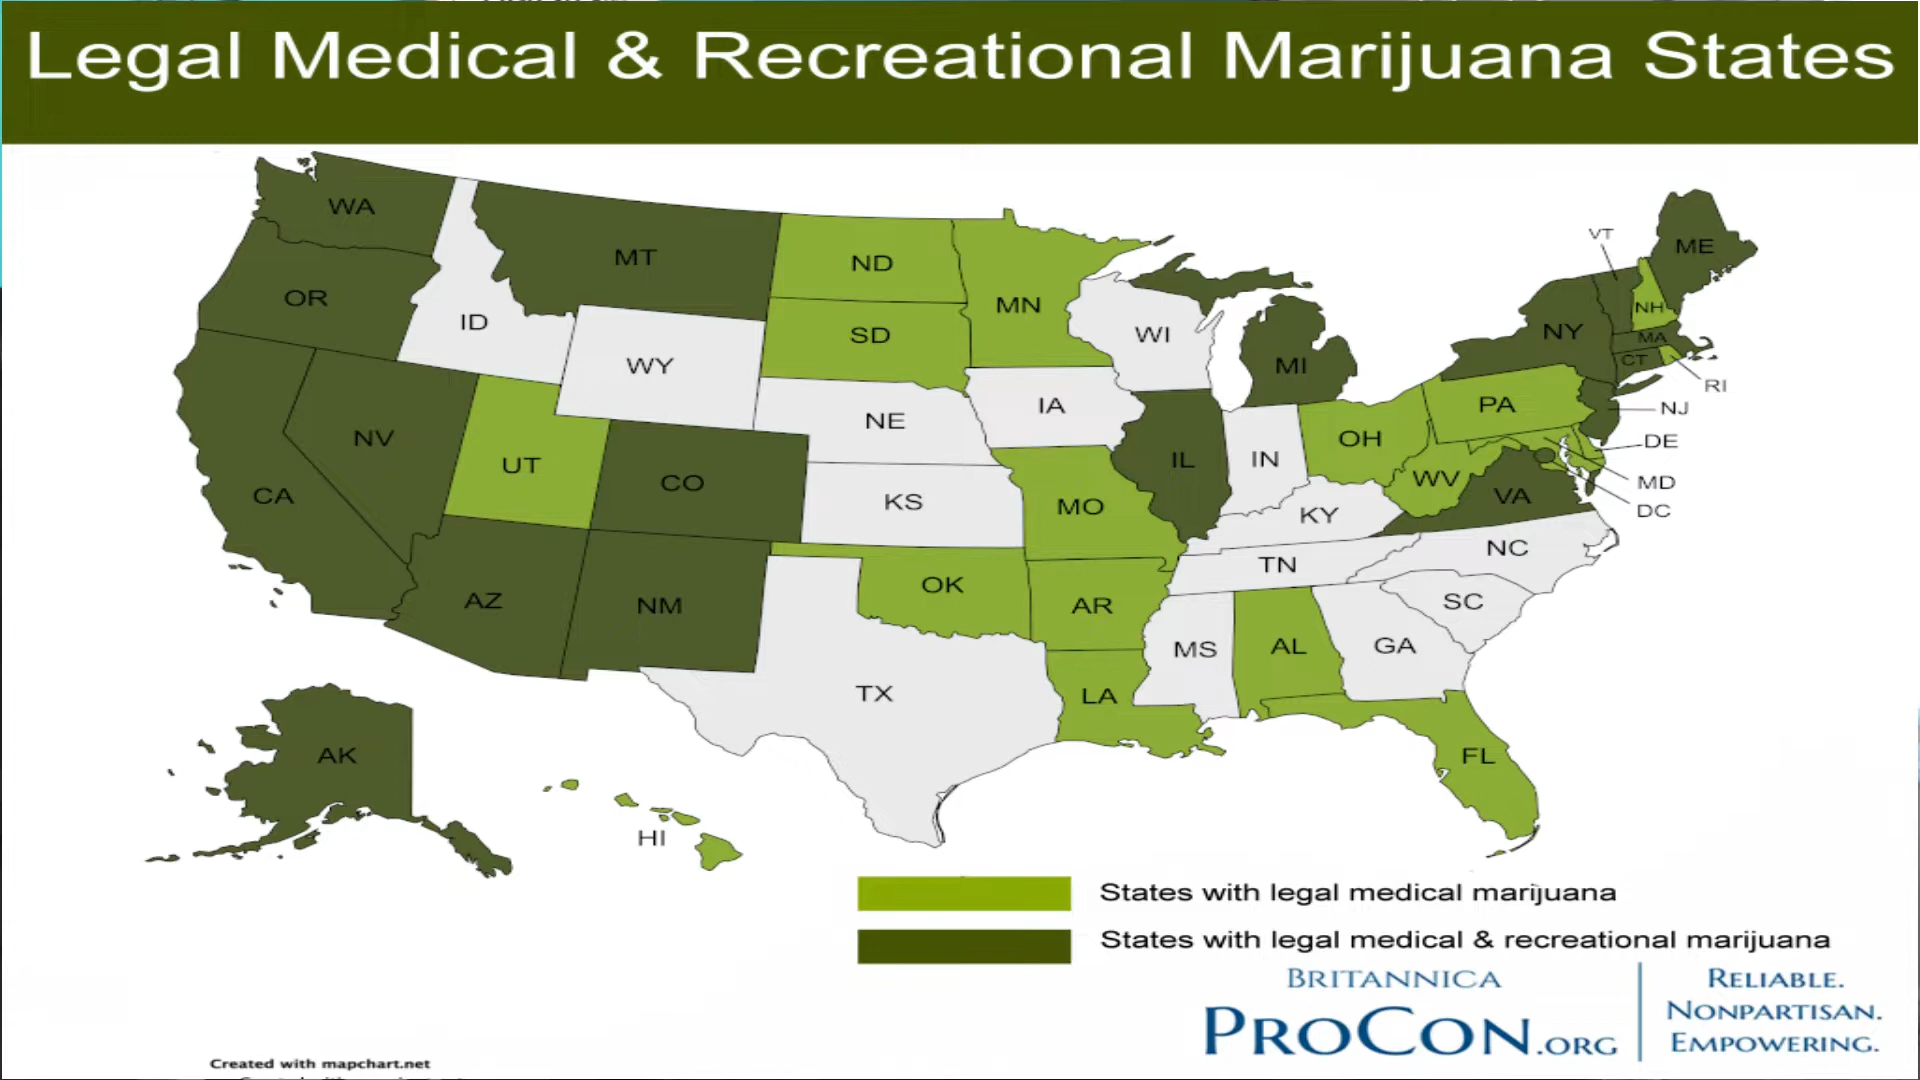 Legal Medical & Recreational Marijuana States
WA
MT
ND
MN
VT
ME
OR
ID
SD
WI
NY
NH
MA
WY
MI
CT
RI
NE
IA
PA
NJ
NV
UT
CO
IL
IN
OH
DE
WV
MD
CA
KS
MO
KY
VA
DC
AZ
NM
OK
AR
TN
NC
SC
MS
AL
GA
TX
LA
AK
HI
FL
States with legal medical marijuana
States with legal medical & recreational marijuana
BRITANNICA
PROCON.ORG
RELIABLE.
NONPARTISAN.
EMPOWERING.
Created with mapchart.net